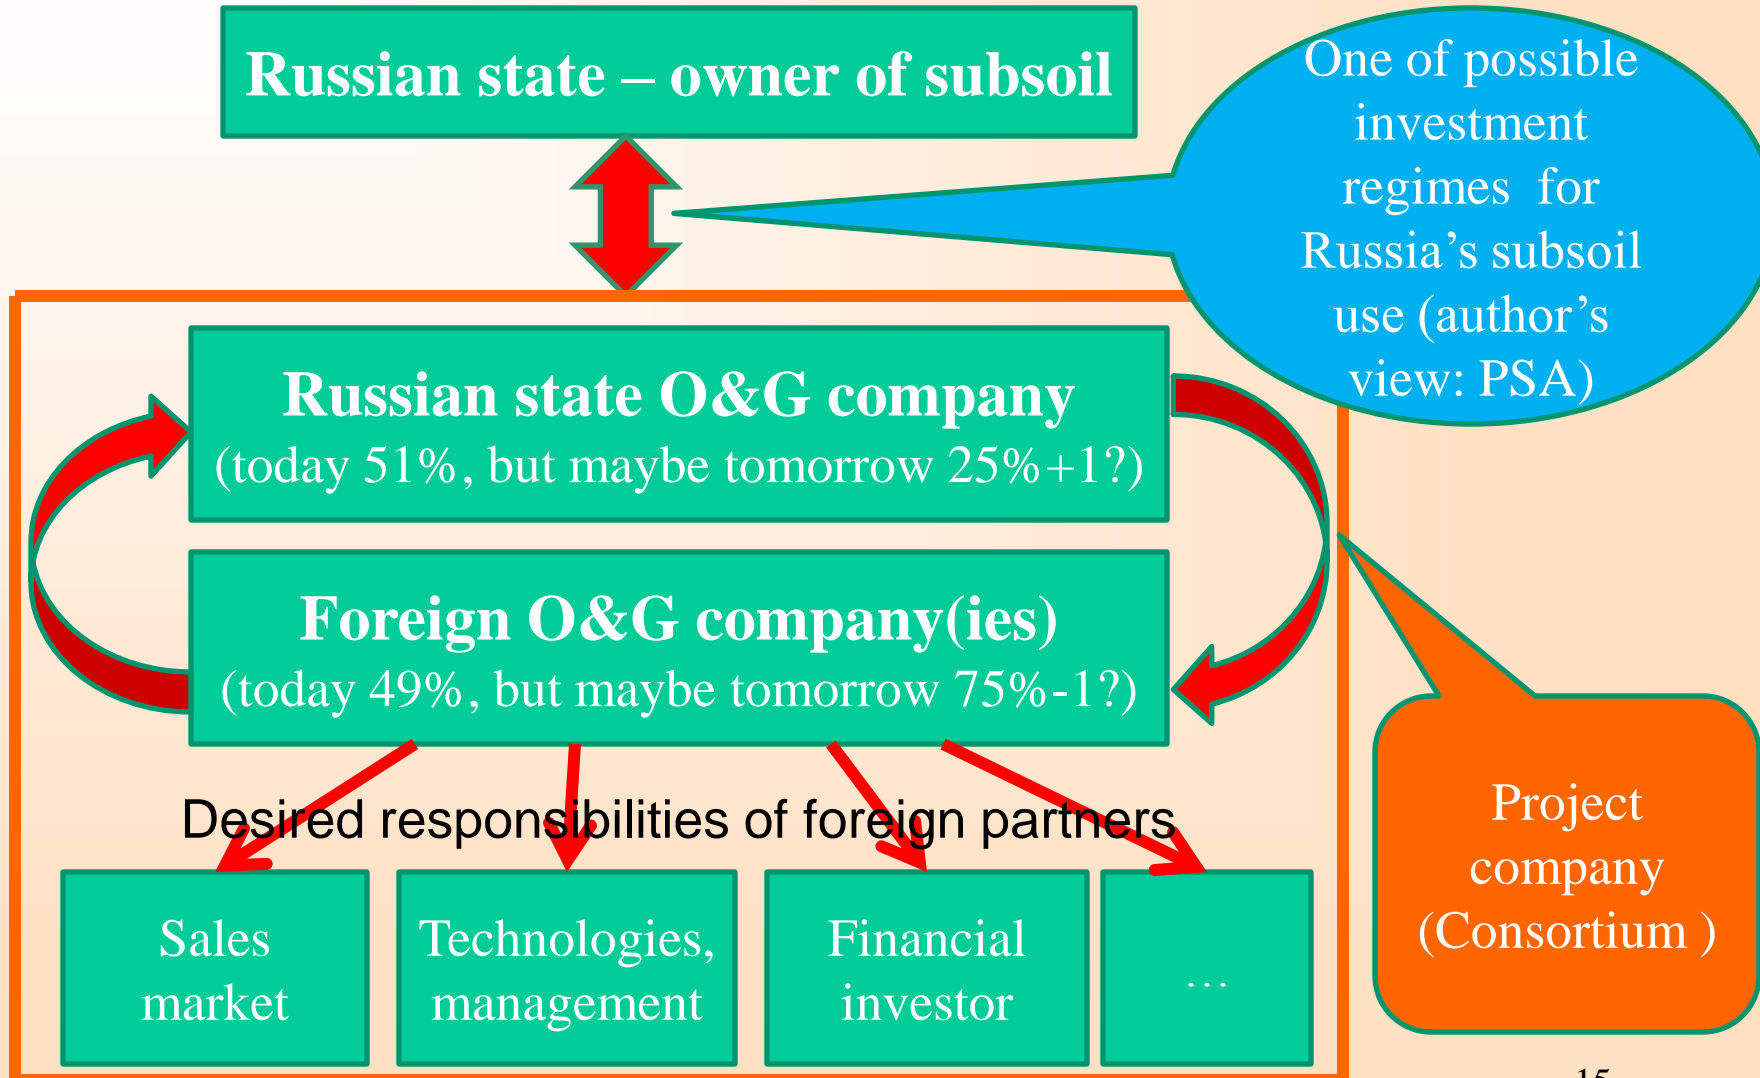 Russian state – owner of subsoil
One of possible
investment
regimes for
Russia’s subsoil
use (author’s
view: PSA)
Russian state O&G company
(today 51%, but maybe tomorrow 25%+1?)
Foreign O&G company(ies)
(today 49%, but maybe tomorrow 75%-1?)
Desired responsibilities of foreign partners
Sales
market
Technologies,
management
Financial
investor
…
Project
company
(Consortium )
15